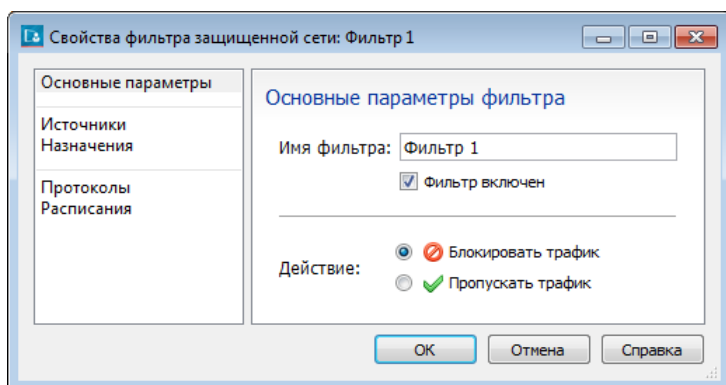 Свойства фильтра защищенной сети: Фильтр 1
Основные параметры
Источники
Назначения
Протоколы
Расписания
Основные параметры фильтра
Имя фильтра: Фильтр 1
Фильтр включен
Действие:
Блокировать трафик
Пропускать трафик
ОК
Отмена
Справка